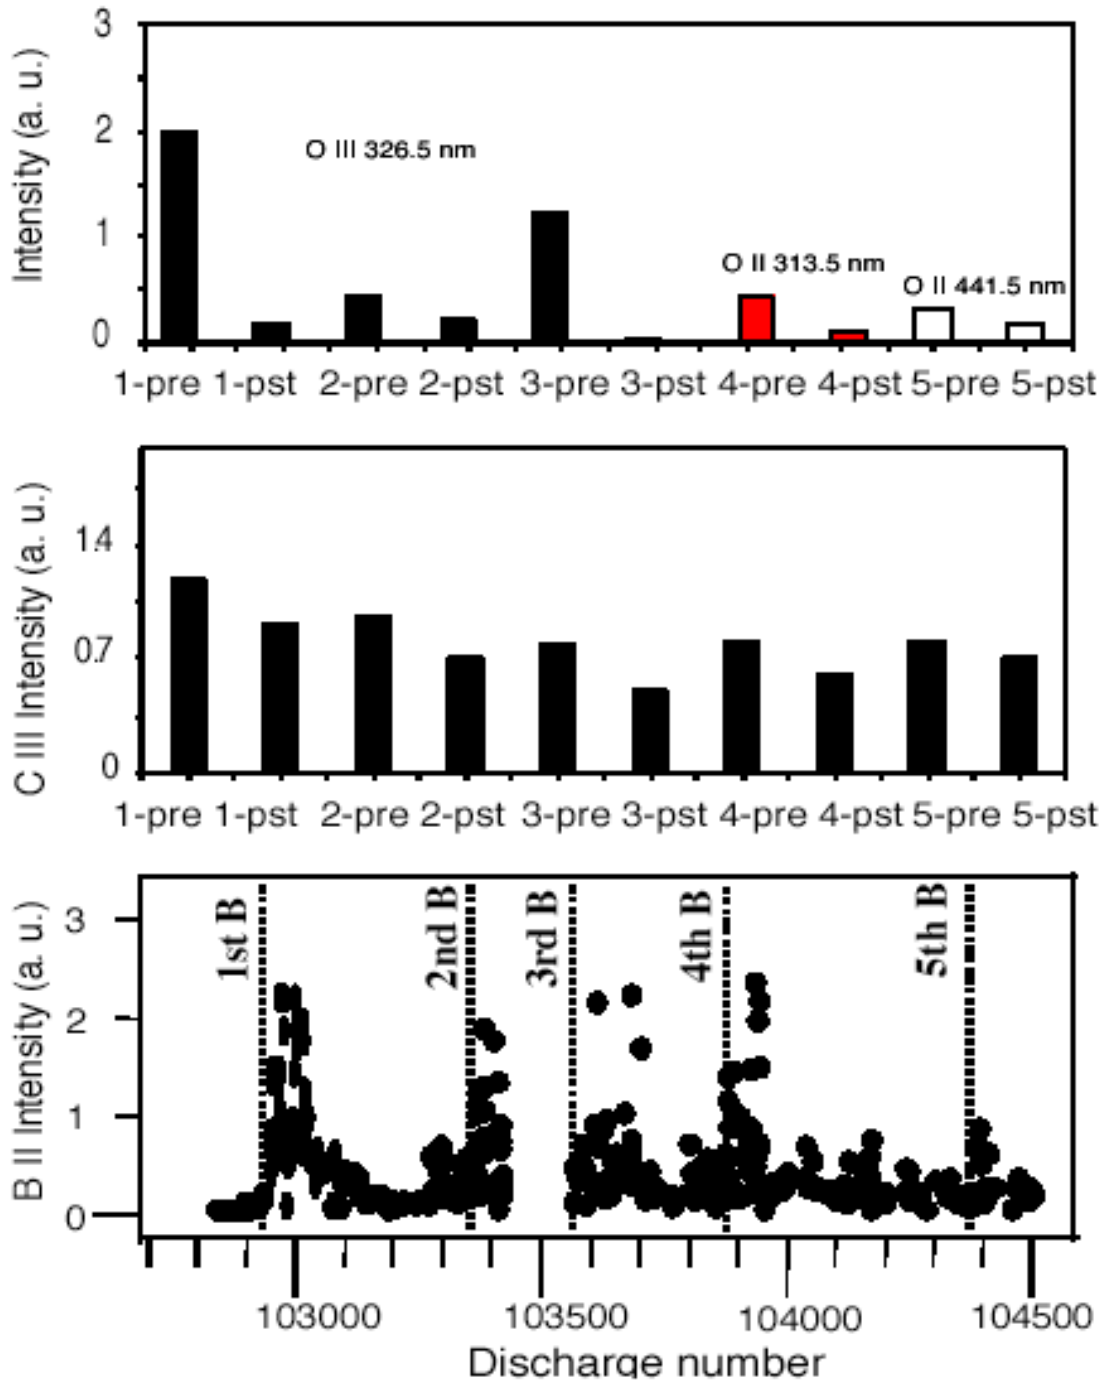 3
2
1
0
Intensity (a. u.)
O III 326.5 nm
O II 313.5 nm
O II 441.5 nm
1-pre 1-pst 2-pre 2-pst 3-pre 3-pst 4-pre 4-pst 5-pre 5-pst
1.4
0.7
0
C III Intensity (a. u.)
1-pre 1-pst 2-pre 2-pst 3-pre 3-pst 4-pre 4-pst 5-pre 5-pst
3
2
1
0
B II Intensity (a. u.)
1st B
2nd B
3rd B
4th B
5th B
103000 103500 104000 104500
Discharge number